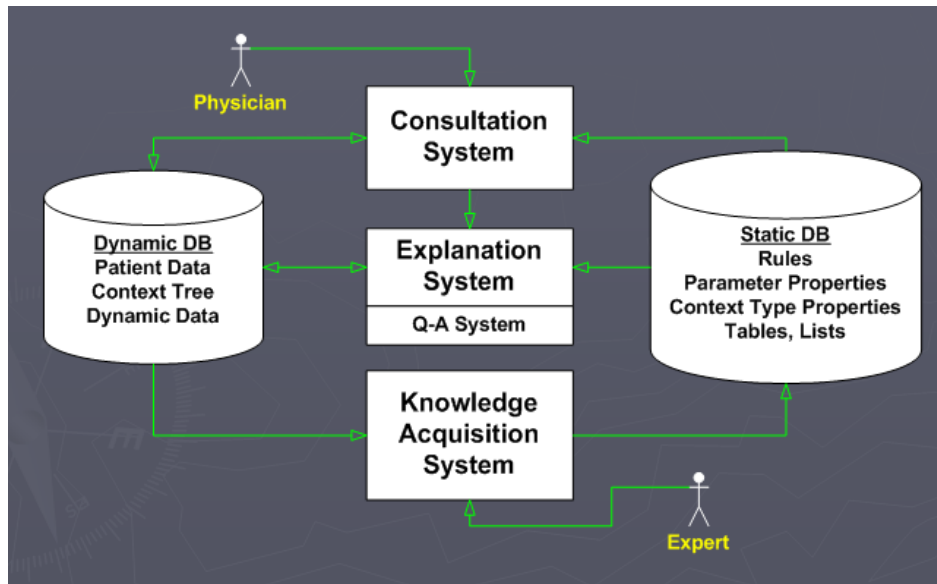 Physician
Consultation
System
Dynamic DB
Patient Data
Context Tree
Dynamic Data
Explanation
System
Q-A System
Static DB
Rules
Parameter Properties
Context Type Properties
Tables, Lists
Knowledge
Acquisition
System
Expert